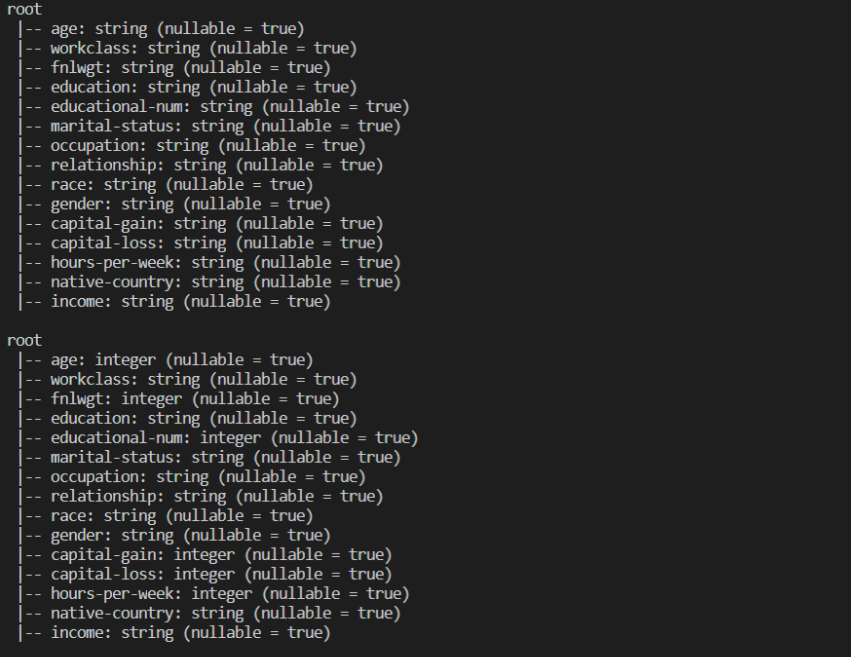 root
 |-- age: string (nullable = true)
 |-- workclass: string (nullable = true)
 |-- fnlwgt: string (nullable = true)
 |-- education: string (nullable = true)
 |-- educational-num: string (nullable = true)
 |-- marital-status: string (nullable = true)
 |-- occupation: string (nullable = true)
 |-- relationship: string (nullable = true)
 |-- race: string (nullable = true)
 |-- gender: string (nullable = true)
 |-- capital-gain: string (nullable = true)
 |-- capital-loss: string (nullable = true)
 |-- hours-per-week: string (nullable = true)
 |-- native-country: string (nullable = true)
 |-- income: string (nullable = true)

root
 |-- age: integer (nullable = true)
 |-- workclass: string (nullable = true)
 |-- fnlwgt: integer (nullable = true)
 |-- education: string (nullable = true)
 |-- educational-num: integer (nullable = true)
 |-- marital-status: string (nullable = true)
 |-- occupation: string (nullable = true)
 |-- relationship: string (nullable = true)
 |-- race: string (nullable = true)
 |-- gender: string (nullable = true)
 |-- capital-gain: integer (nullable = true)
 |-- capital-loss: integer (nullable = true)
 |-- hours-per-week: integer (nullable = true)
 |-- native-country: string (nullable = true)
 |-- income: string (nullable = true)